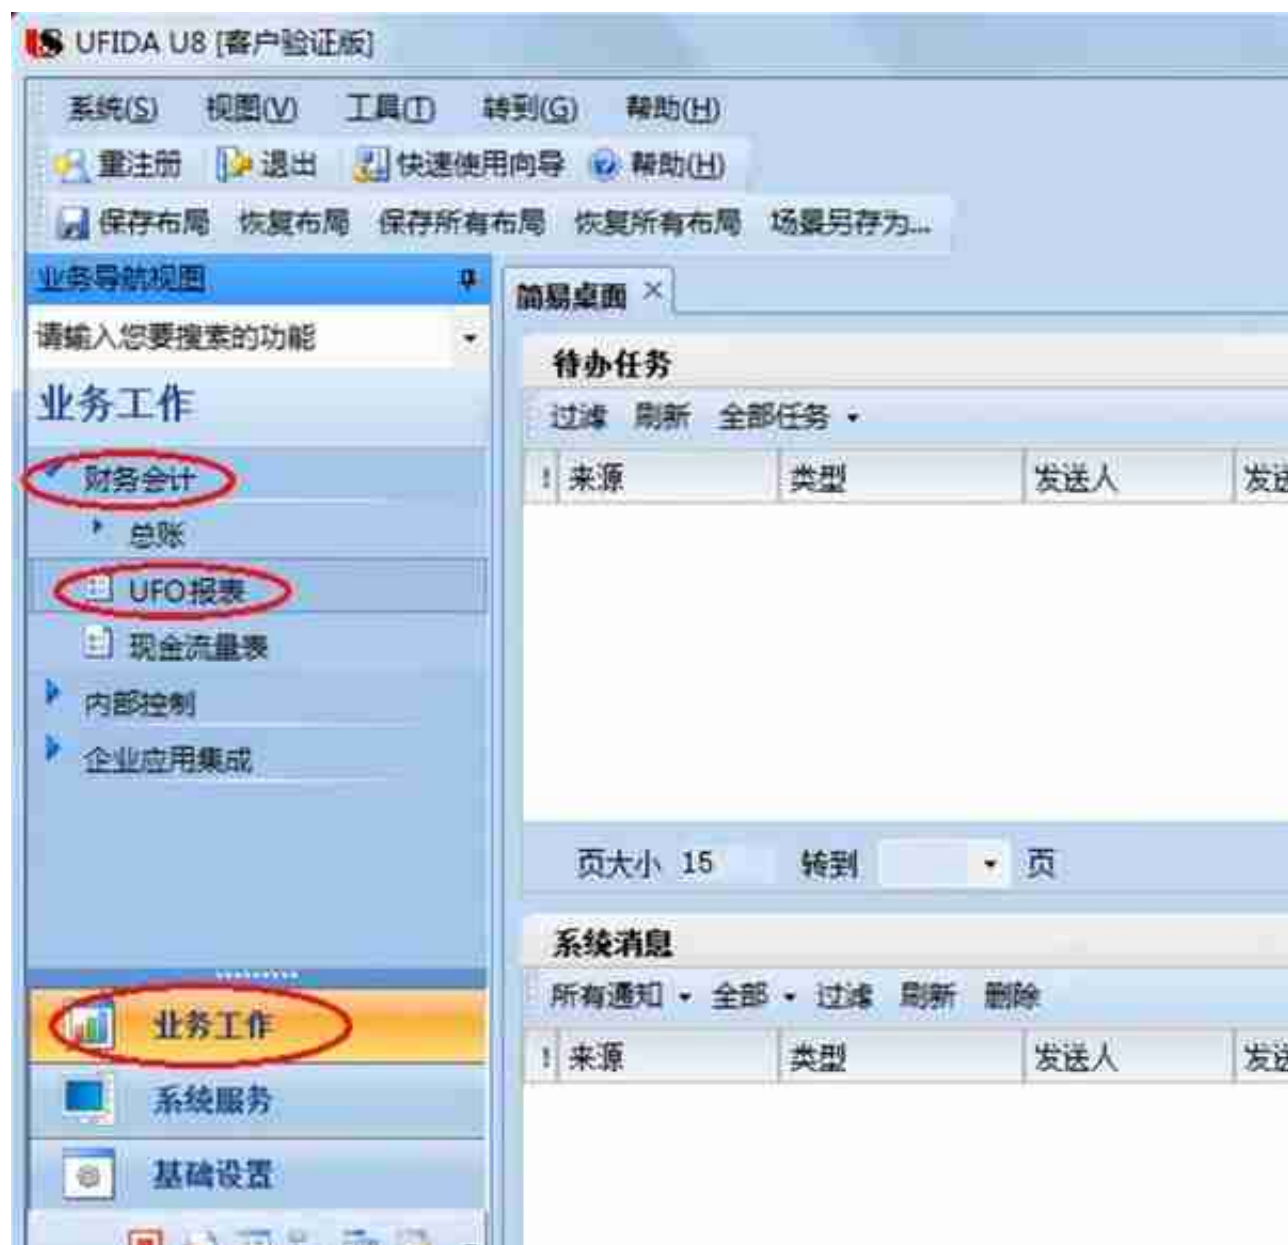 UFIDA U8 [客户验证版]
系统(S) 视图(V) 工具(T) 转到(G) 帮助(H)
重注册 退出 快速使用向导 帮助(H)
保存布局 恢复布局 保存所有布局 恢复所有布局 场景另存为...
业务导航视图
简易桌面
请输入您要搜索的功能
待办任务
业务工作
过滤 刷新 全部任务
财务会计
来源 类型 发送人 发送
总账
UFO报表
现金流量表
内部控制
企业应用集成
页大小 15 转到 页
系统消息
所有通知 全部 过滤 刷新 删除
业务工作
来源 类型 发送人 发送
系统服务
基础设置